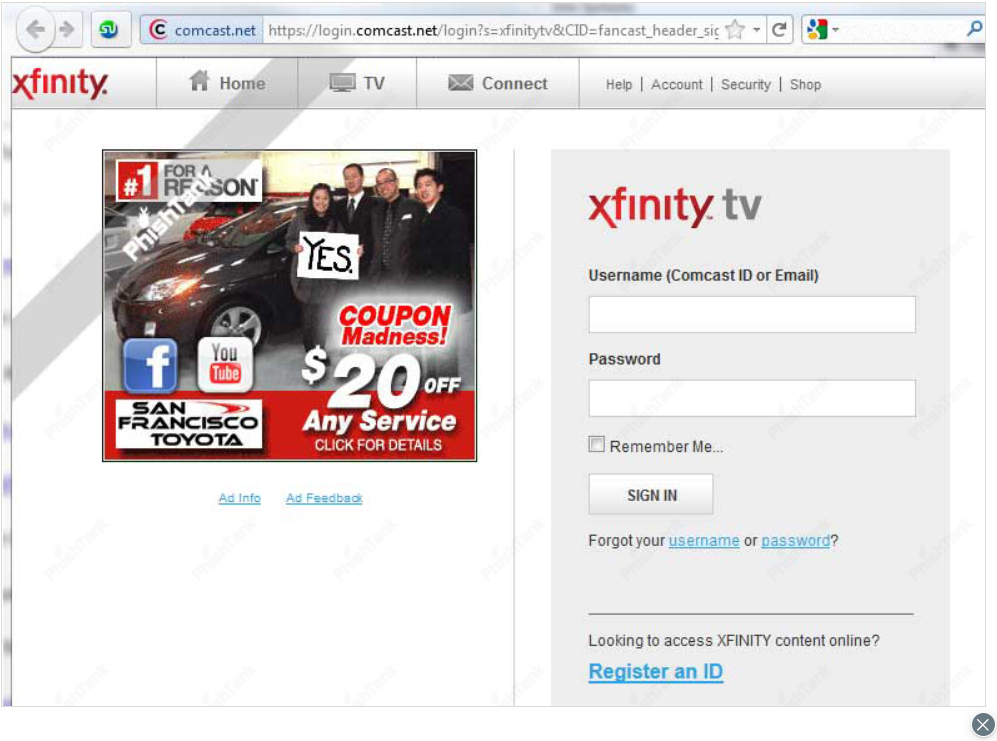 comcast.net https://login.comcast.net/login?s=xfinitytv&CID=fancast_header_sig
xfinity. Home TV Connect Help | Account | Security | Shop
#1 FOR A REASON
PhishTank
YES.
COUPON
Madness!
$20 OFF
Any Service
CLICK FOR DETAILS
f
You
Tube
SAN
FRANCISCO
TOYOTA
Ad Info Ad Feedback
xfinity tv
Username (Comcast ID or Email)
Password
Remember Me...
SIGN IN
Forgot your username or password?
Looking to access XFINITY content online?
Register an ID